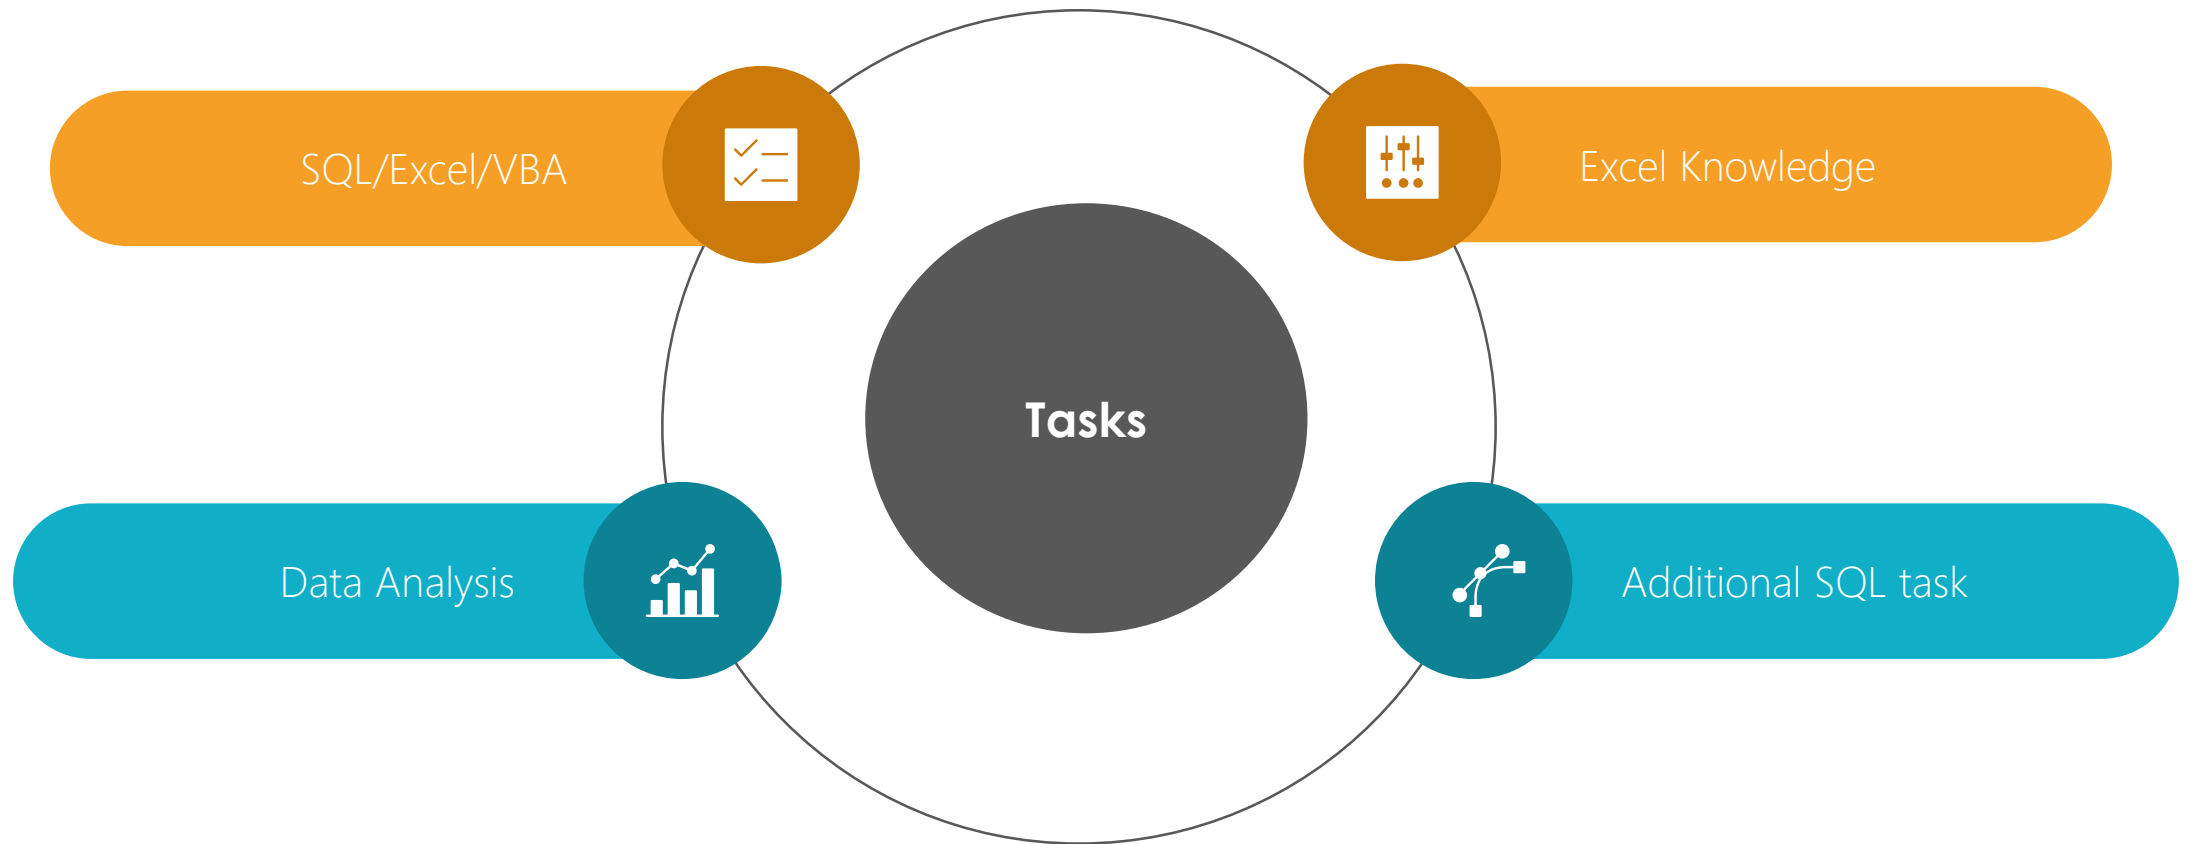 SQL/Excel/VBA
Excel Knowledge
Tasks
Data Analysis
Additional SQL task